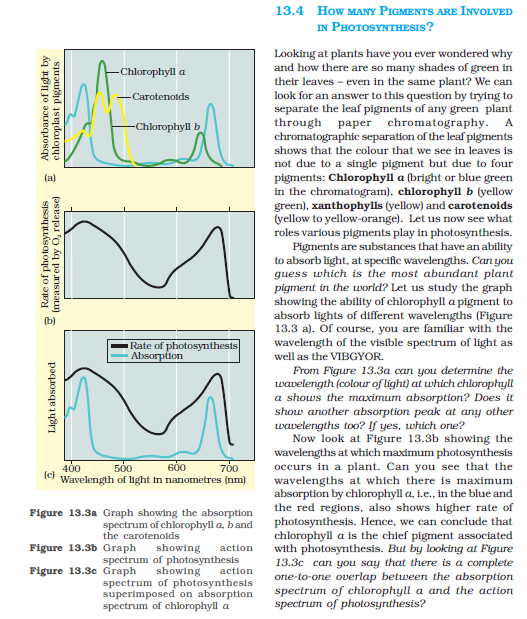 Absorbance of light by
chloroplast pigments
Chlorophyll a
Carotenoids
Chlorophyll b
(a)
Rate of photosynthesis
(measured by O2 release)
(b)
Light absorbed
Rate of photosynthesis
Absorption
(c)
400 500 600 700
Wavelength of light in nanometres (nm)
Figure 13.3a Graph showing the absorption
spectrum of chlorophyll a, b and
the carotenoids
Figure 13.3b Graph showing action
spectrum of photosynthesis
Figure 13.3c Graph showing action
spectrum of photosynthesis
superimposed on absorption
spectrum of chlorophyll a
13.4 HOW MANY PIGMENTS ARE INVOLVED
IN PHOTOSYNTHESIS?
Looking at plants have you ever wondered why
and how there are so many shades of green in
their leaves – even in the same plant? We can
look for an answer to this question by trying to
separate the leaf pigments of any green plant
through paper chromatography. A
chromatographic separation of the leaf pigments
shows that the colour that we see in leaves is
not due to a single pigment but due to four
pigments: Chlorophyll a (bright or blue green
in the chromatogram), chlorophyll b (yellow
green), xanthophylls (yellow) and carotenoids
(yellow to yellow-orange). Let us now see what
roles various pigments play in photosynthesis.
Pigments are substances that have an ability
to absorb light, at specific wavelengths. Can you
guess which is the most abundant plant
pigment in the world? Let us study the graph
showing the ability of chlorophyll a pigment to
absorb lights of different wavelengths (Figure
13.3 a). Of course, you are familiar with the
wavelength of the visible spectrum of light as
well as the VIBGYOR.
From Figure 13.3a can you determine the
wavelength (colour of light) at which chlorophyll
a shows the maximum absorption? Does it
show another absorption peak at any other
wavelengths too? If yes, which one?
Now look at Figure 13.3b showing the
wavelengths at which maximum photosynthesis
occurs in a plant. Can you see that the
wavelengths at which there is maximum
absorption by chlorophyll a, i.e., in the blue and
the red regions, also shows higher rate of
photosynthesis. Hence, we can conclude that
chlorophyll a is the chief pigment associated
with photosynthesis. But by looking at Figure
13.3c can you say that there is a complete
one-to-one overlap between the absorption
spectrum of chlorophyll a and the action
spectrum of photosynthesis?